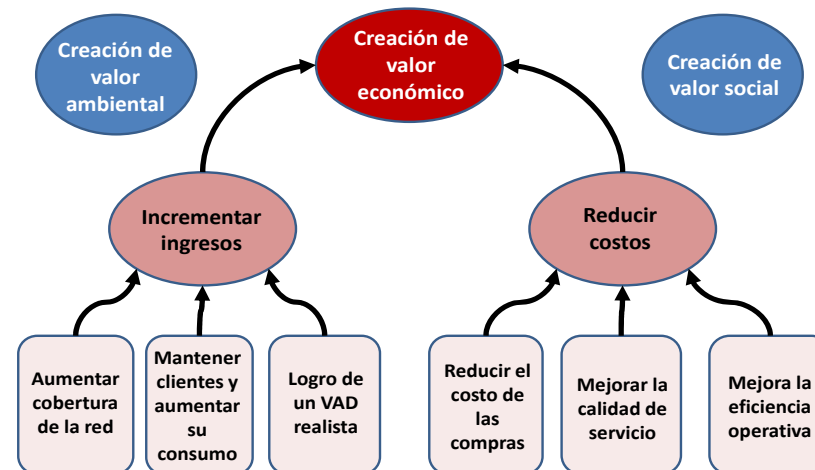 Creación de
valor
ambiental
Creación de
valor
económico
Creación de
valor social
Incrementar
ingresos
Reducir
costos
Aumentar
cobertura
de la red
Mantener
clientes y
aumentar
su
consumo
Logro de
un VAD
realista
Reducir el
costo de
las
compras
Mejorar la
calidad de
servicio
Mejora la
eficiencia
operativa